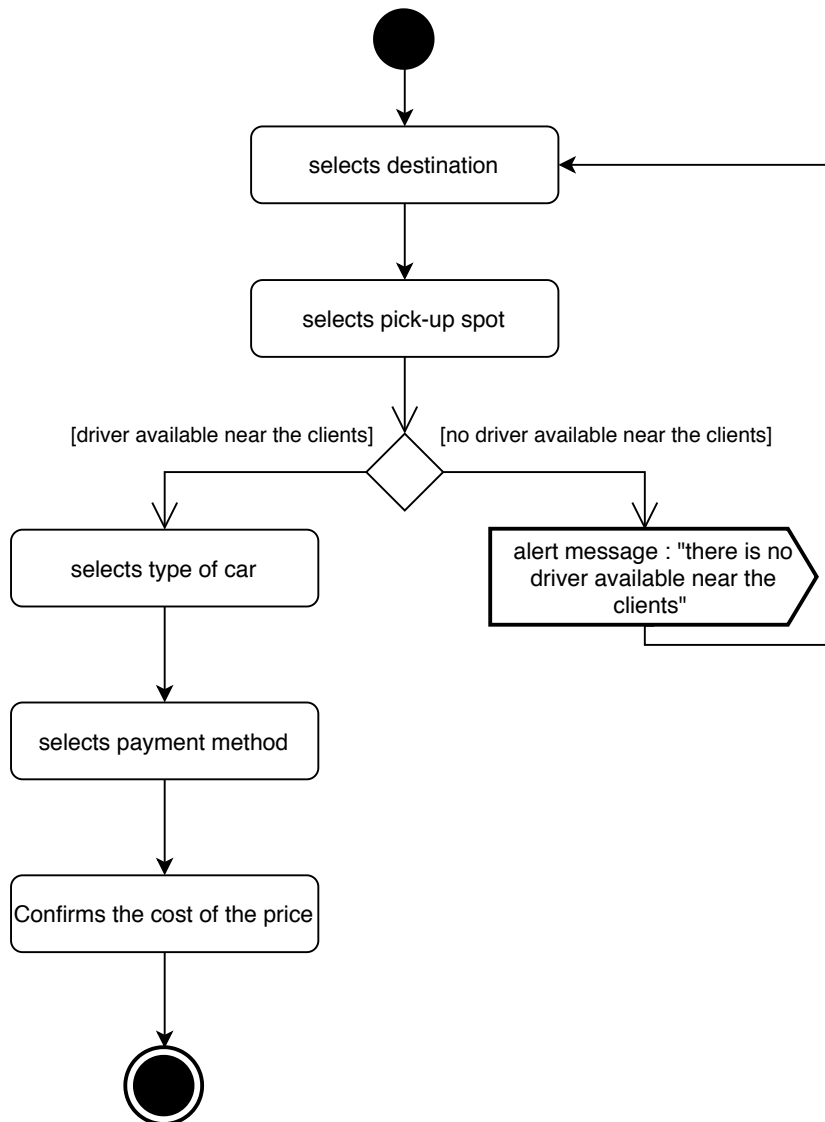 selects destination
selects pick-up spot
[driver available near the clients]
[no driver available near the clients]
selects type of car
alert message : "there is no
driver available near the
clients"
selects payment method
Confirms the cost of the price